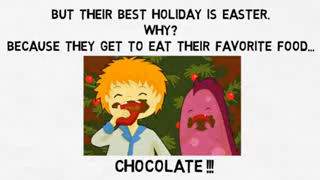 BUT THEIR BEST HOLIDAY IS EASTER.
WHY?
BECAUSE THEY GET TO EAT THEIR FAVORITE FOOD...
CHOCOLATE!!!